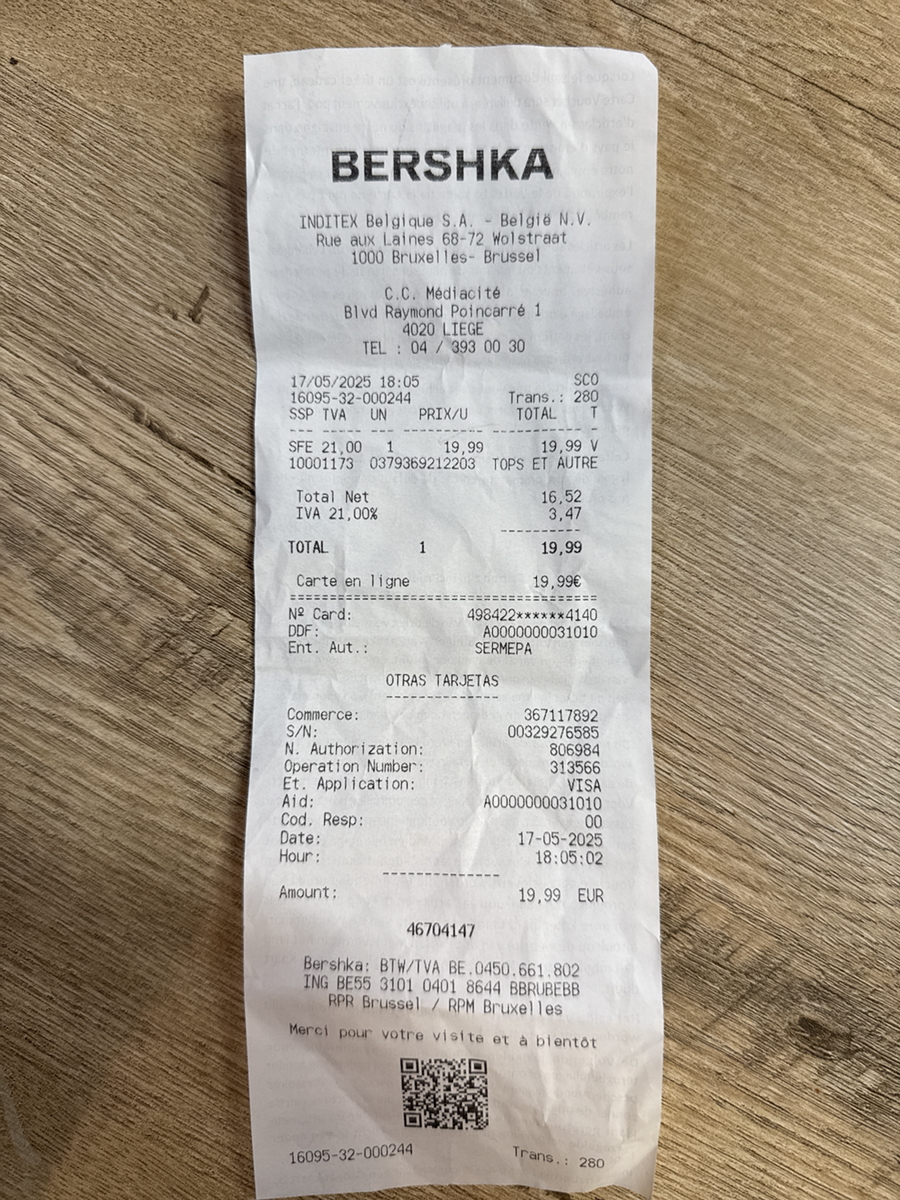 BERSHKA
INDITEX Belgique S.A. - België N.V.
Rue aux Laines 68-72 Wolstraat
1000 Bruxelles- Brussel
C.C. Médiacité
Blvd Raymond Poincarré 1
4020 LIEGE
TEL : 04 / 393 00 30
17/05/2025 18:05 SCO
16095-32-000244 Trans.: 280
SSP TVA UN PRIX/U TOTAL T
--- ----- --- ---------- ---------- -
SFE 21,00 1 19,99 19,99 V
10001173 0379369212203 TOPS ET AUTRE
Total Net 16,52
IVA 21,00% 3,47
----------
TOTAL 1 19,99
Carte en ligne 19,99€
======================================
Nº Card: 498422******4140
DDF: A0000000031010
Ent. Aut.: SERMEPA
OTRAS TARJETAS
--------------
Commerce: 367117892
S/N: 00329276585
N. Authorization: 806984
Operation Number: 313566
Et. Application: VISA
Aid: A0000000031010
Cod. Resp: 00
Date: 17-05-2025
Hour: 18:05:02
--------------
Amount: 19,99 EUR
46704147
Bershka: BTW/TVA BE.0450.661.802
ING BE55 3101 0401 8644 BBRUBEBB
RPR Brussel / RPM Bruxelles
Merci pour votre visite et à bientôt
16095-32-000244 Trans.: 280